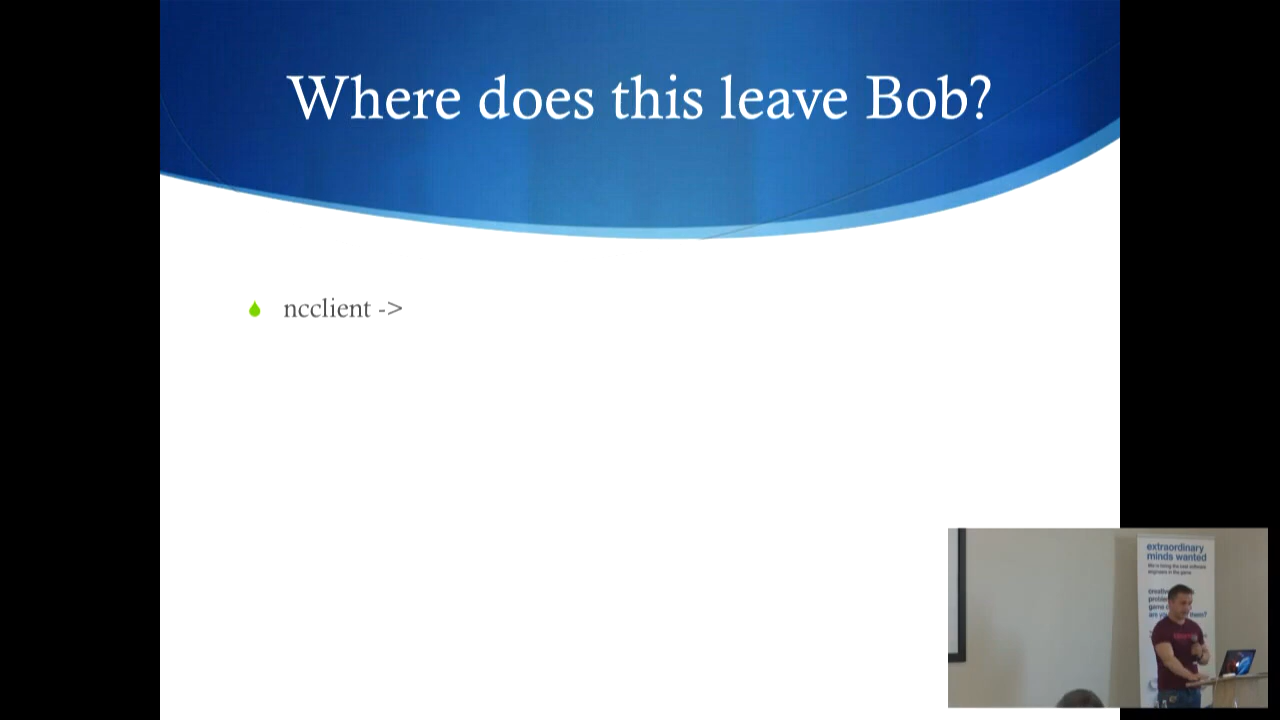 Where does this leave Bob?
ncclient ->
extraordinary
minds wanted